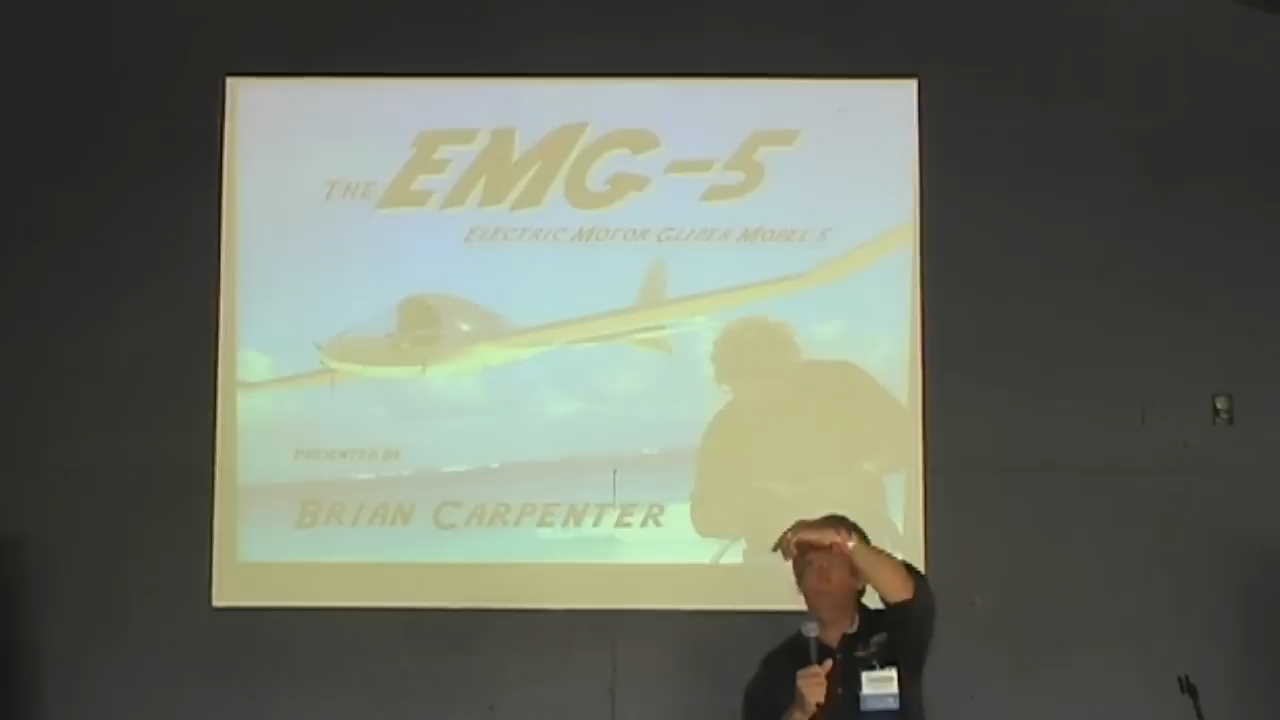 THE EMG-5
ELECTRIC MOTOR GLIDER MODEL 5
PRESENTED BY
BRIAN CARPENTER